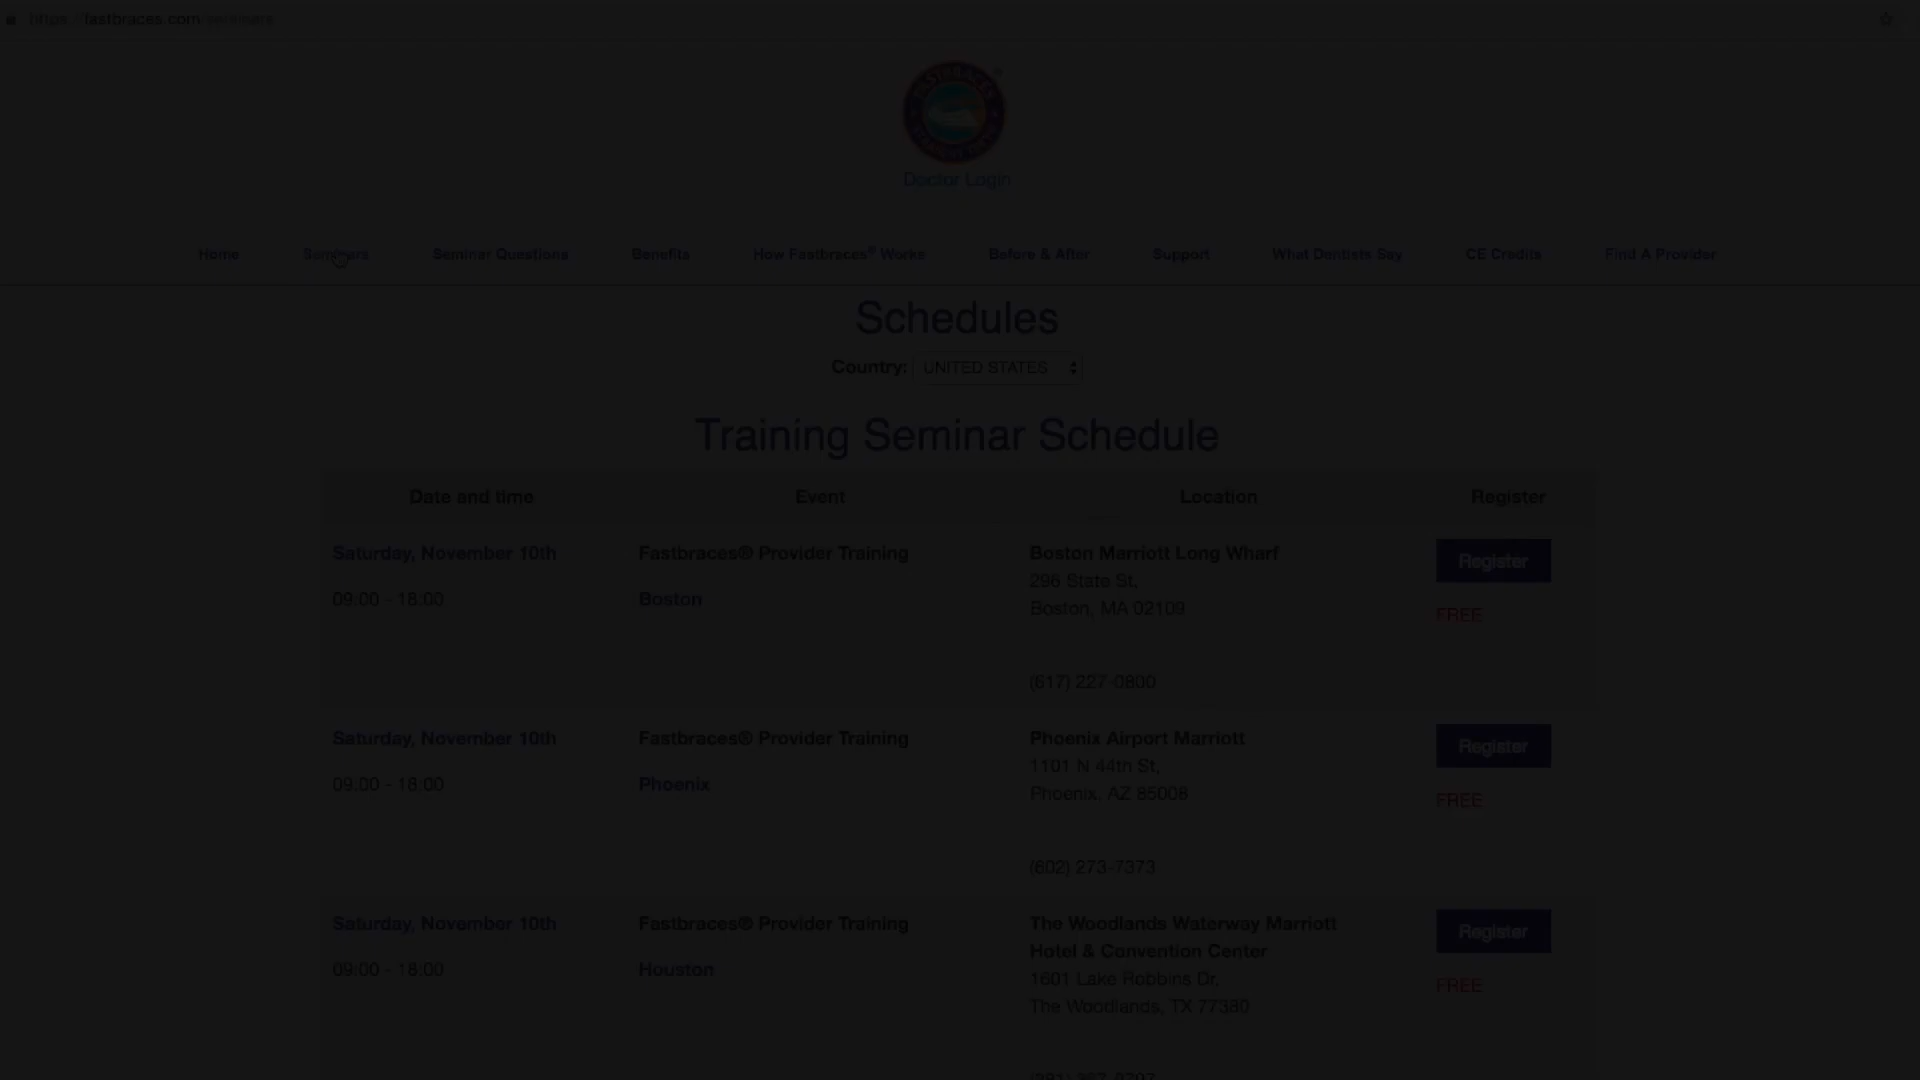 https://fastbraces.com/seminars
FASTBRACES
Doctor Login
Home Seminars Seminar Questions Benefits How Fastbraces® Works Before & After Support What Dentists Say CE Credits Find A Provider
Schedules
Country: UNITED STATES
Training Seminar Schedule
Date and time Event Location Register
Saturday, November 10th Fastbraces® Provider Training Boston Marriott Long Wharf Register
296 State St,
09:00 - 18:00 Boston Boston, MA 02109 FREE
(617) 227-0800
Saturday, November 10th Fastbraces® Provider Training Phoenix Airport Marriott Register
1101 N 44th St,
09:00 - 18:00 Phoenix Phoenix, AZ 85008 FREE
(602) 273-7373
Saturday, November 10th Fastbraces® Provider Training The Woodlands Waterway Marriott Register
Hotel & Convention Center
09:00 - 18:00 Houston 1601 Lake Robbins Dr, FREE
The Woodlands, TX 77380